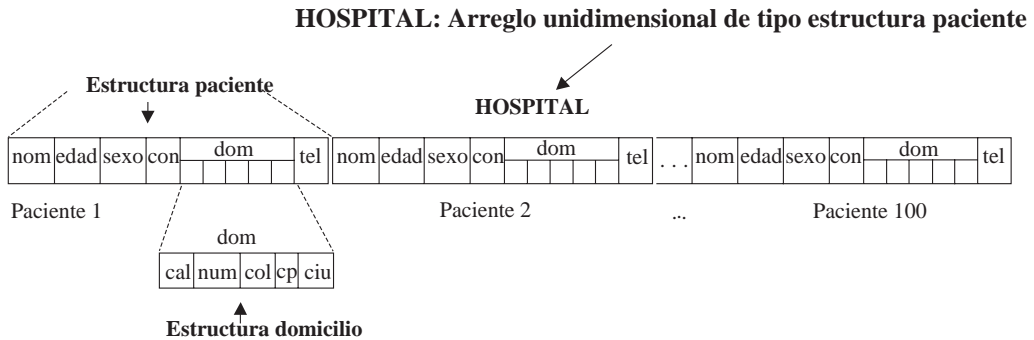 HOSPITAL: Arreglo unidimensional de tipo estructura paciente
Estructura paciente
HOSPITAL
nom edad sexo con dom tel nom edad sexo con dom tel . . . nom edad sexo con dom tel
Paciente 1 Paciente 2 ... Paciente 100
dom
cal num col cp ciu
Estructura domicilio